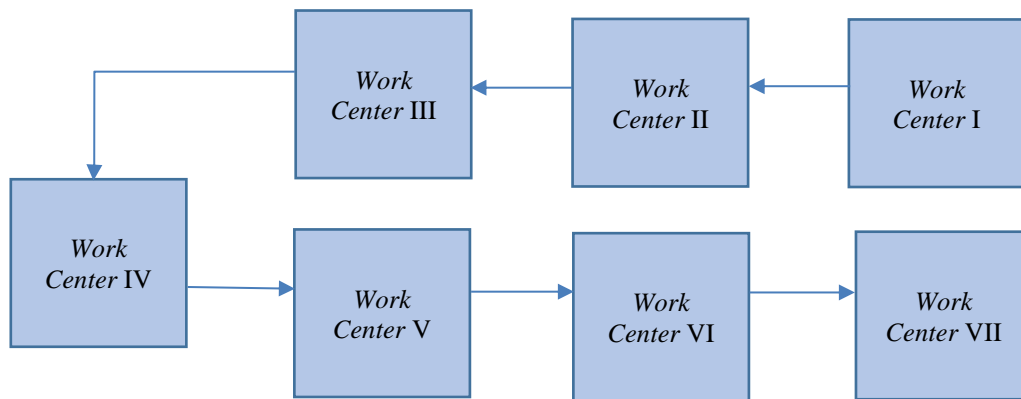 Work
Center III
Work
Center II
Work
Center I
Work
Center IV
Work
Center V
Work
Center VI
Work
Center VII